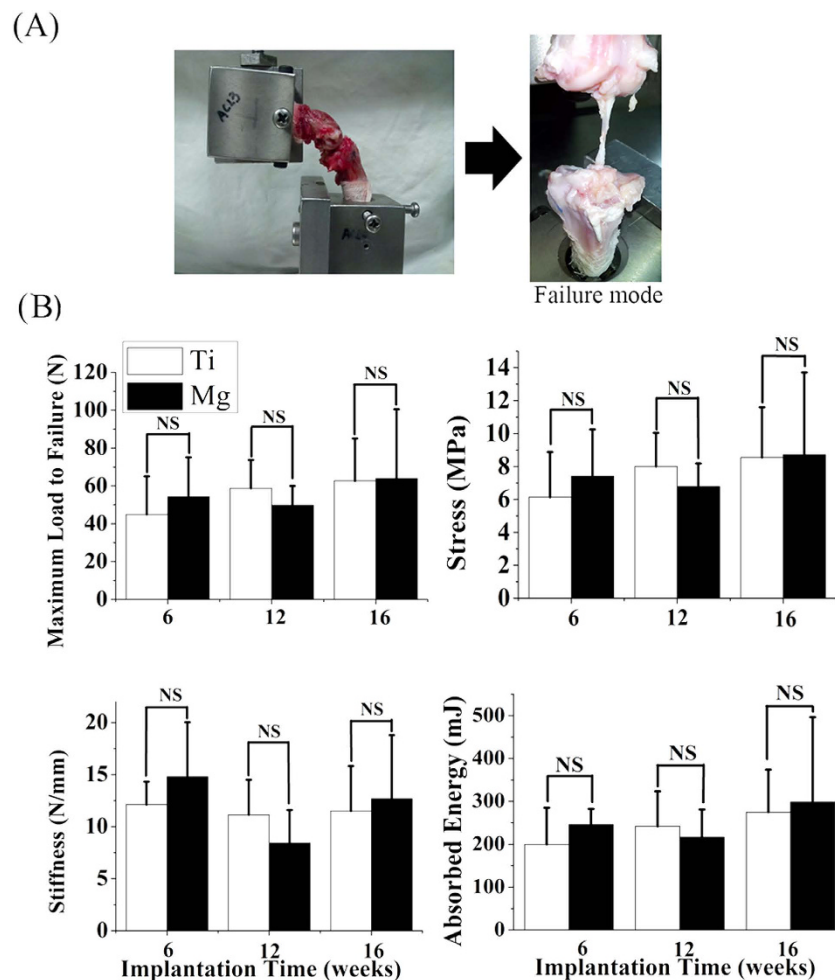 (A)
ACLB
Failure mode
(B)
Ti
Mg
Maximum Load to Failure (N)
120
100
80
60
40
20
0
NS
NS
NS
6
12
16
Stress (MPa)
14
12
10
8
6
4
2
0
NS
NS
NS
6
12
16
Stiffness (N/mm)
20
15
10
5
0
NS
NS
NS
6
12
16
Implantation Time (weeks)
Absorbed Energy (mJ)
500
400
300
200
100
0
NS
NS
NS
6
12
16
Implantation Time (weeks)